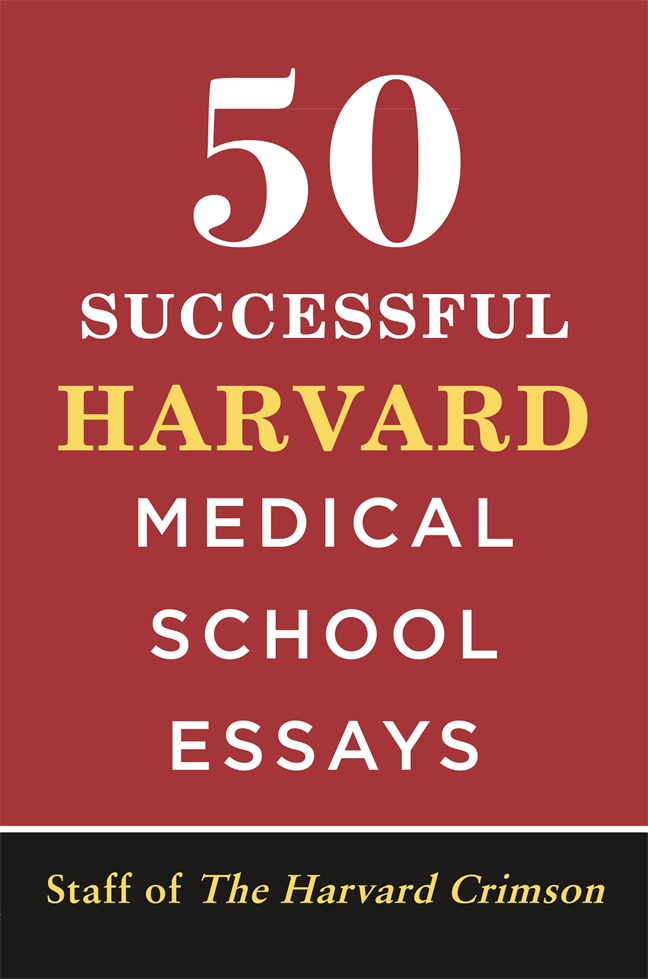 50
SUCCESSFUL
HARVARD
MEDICAL
SCHOOL
ESSAYS
Staff of The Harvard Crimson